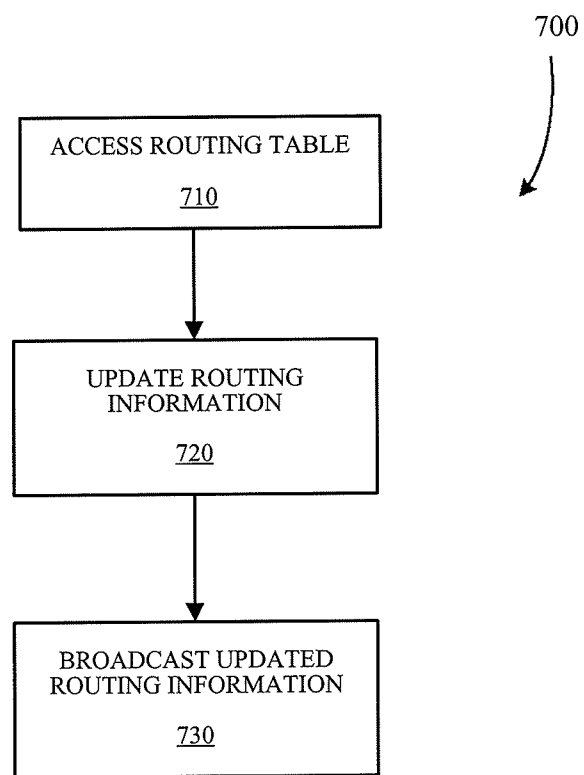 700
ACCESS ROUTING TABLE
710
UPDATE ROUTING
INFORMATION
720
BROADCAST UPDATED
ROUTING INFORMATION
730